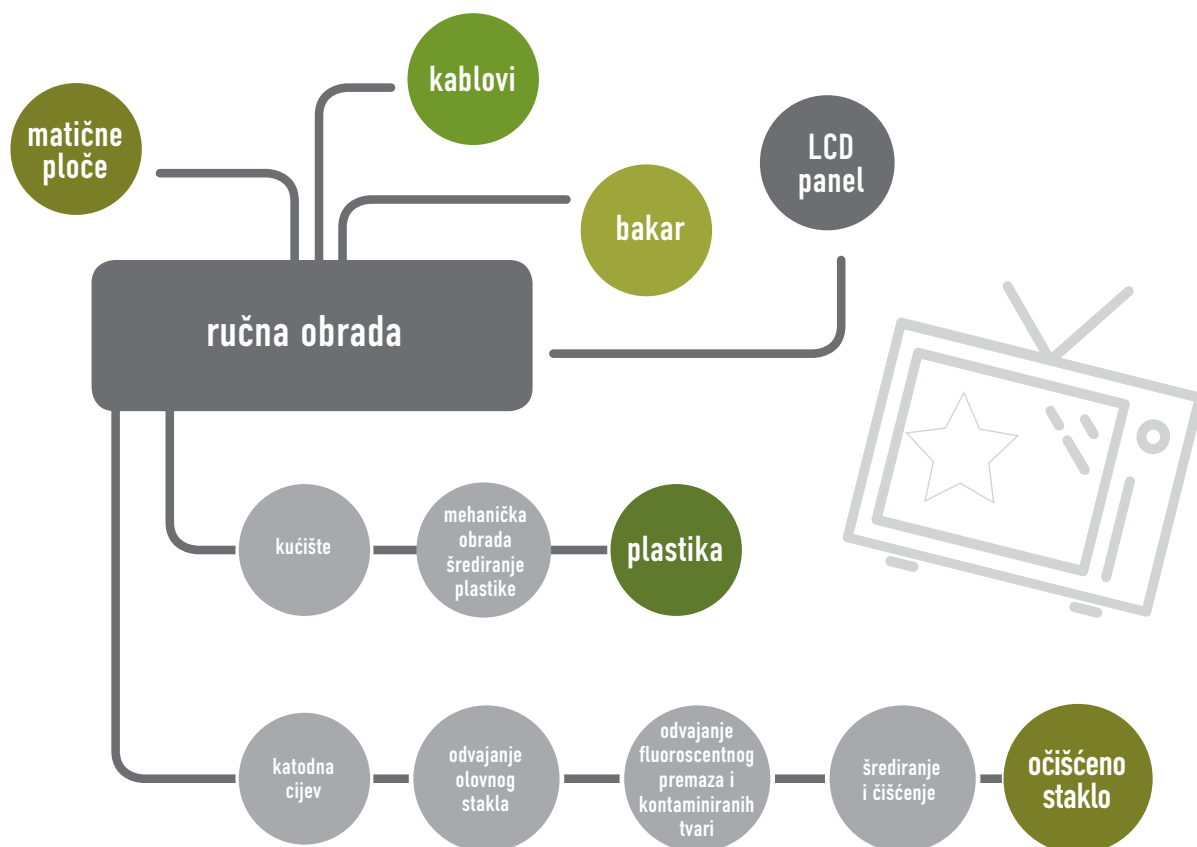 kablovi
matične
ploče
LCD
panel
bakar
ručna obrada
kućište
mehanička
obrada
šrediranje
plastike
plastika
katodna
cijev
odvajanje
olovnog
stakla
odvajanje
fluoroscentnog
premaza i
kontaminiranih
tvari
šrediranje
i čišćenje
očišćeno
staklo